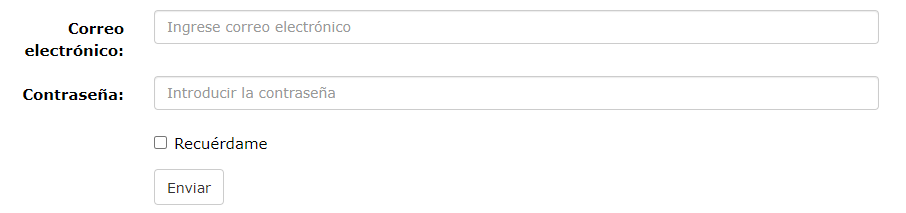 Correo electrónico:
Ingrese correo electrónico
Contraseña:
Introducir la contraseña
Recuérdame
Enviar